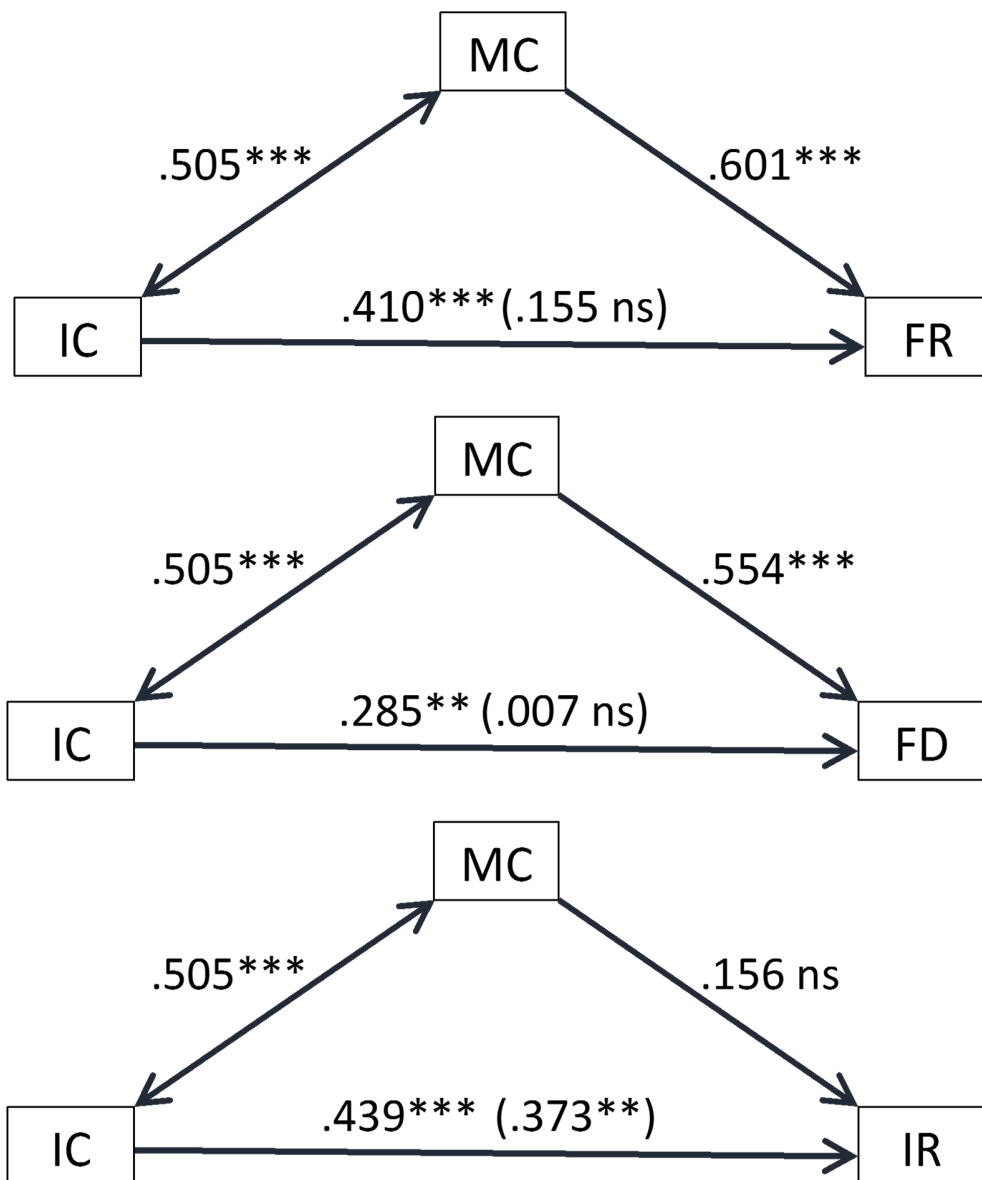 MC
.505***
.601***
.410*** (.155 ns)
IC
FR
MC
.505***
.554***
.285** (.007 ns)
IC
FD
MC
.505***
.156 ns
.439*** (.373**)
IC
IR